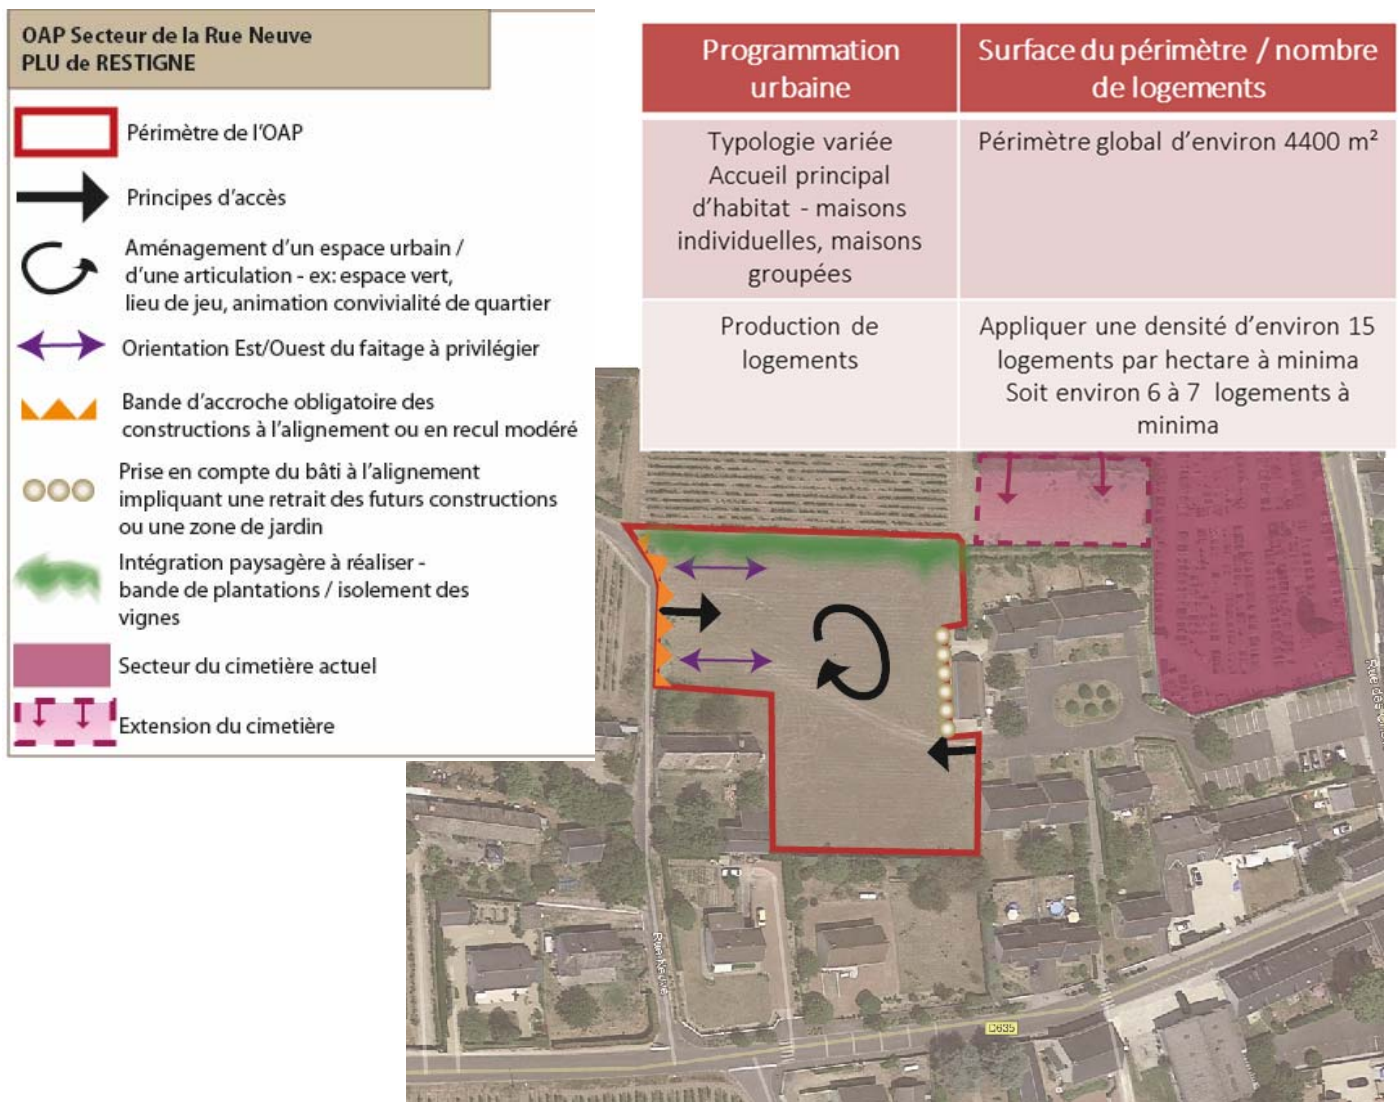 OAP Secteur de la Rue Neuve
PLU de RESTIGNE
Périmètre de l'OAP
Principes d'accès
Aménagement d'un espace urbain /
d'une articulation - ex: espace vert,
lieu de jeu, animation convivialité de quartier
Orientation Est/Ouest du faitage à privilégier
Bande d'accroche obligatoire des
constructions à l'alignement ou en recul modéré
Prise en compte du bâti à l'alignement
impliquant une retrait des futurs constructions
ou une zone de jardin
Intégration paysagère à réaliser -
bande de plantations / isolement des
vignes
Secteur du cimetière actuel
Extension du cimetière
Programmation
urbaine
Surface du périmètre / nombre
de logements
Typologie variée
Accueil principal
d'habitat - maisons
individuelles, maisons
groupées
Périmètre global d'environ 4400 m²
Production de
logements
Appliquer une densité d'environ 15
logements par hectare à minima
Soit environ 6 à 7 logements à
minima
Rue Neuve
D635